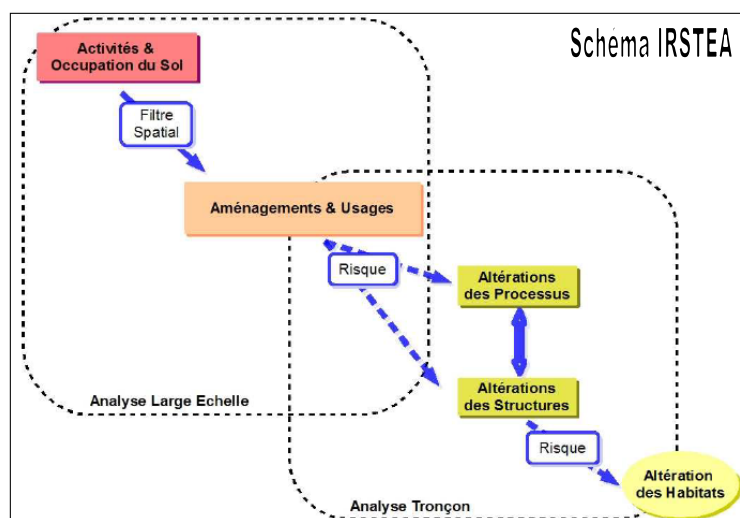 Schéma IRSTEA
Activités &
Occupation du Sol
Filtre
Spatial
Aménagements & Usages
Risque
Altérations
des Processus
Altérations
des Structures
Analyse Large Echelle
Risque
Altération
des Habitats
Analyse Tronçon